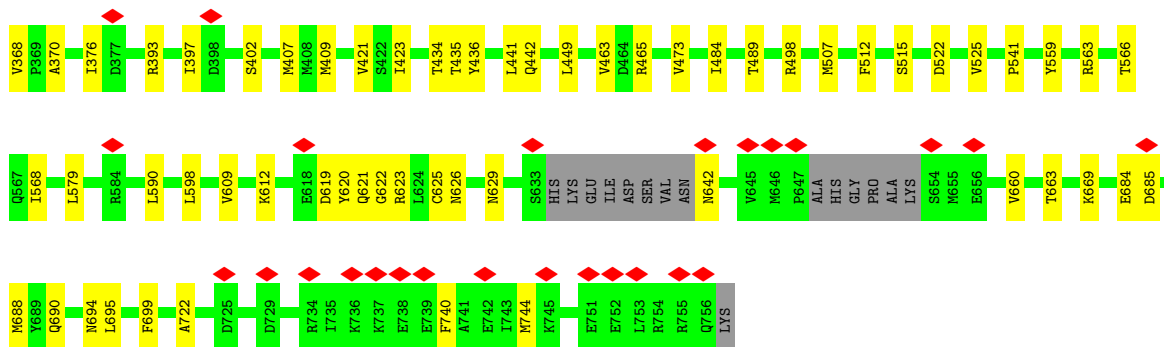 V368 P369 A370 I376 D377 R393 I397 D398 S402 M407 M408 M409 V421 S422 I423 T434 T435 Y436 L441 Q442 L449 V463 D464 R465 V473 I484 T489 R498 M507 F512 S515 D522 V525 P541 Y559 R563 T566
Q567 I568 L579 R584 L590 L598 V609 K612 E618 D619 Y620 Q621 G622 R623 L624 C625 N626 N629 S633 HIS LYS GLU ILE ASP SER VAL ASN N642 V645 M646 P647 ALA HIS GLY PRO ALA LYS S654 M655 E656 V660 T663 K669 E684 D685
M688 Y689 Q690 N694 L695 F699 A722 D725 D729 R734 I735 K736 K737 E738 E739 F740 A741 E742 I743 M744 K745 E751 E752 L753 R754 R755 Q756 LYS